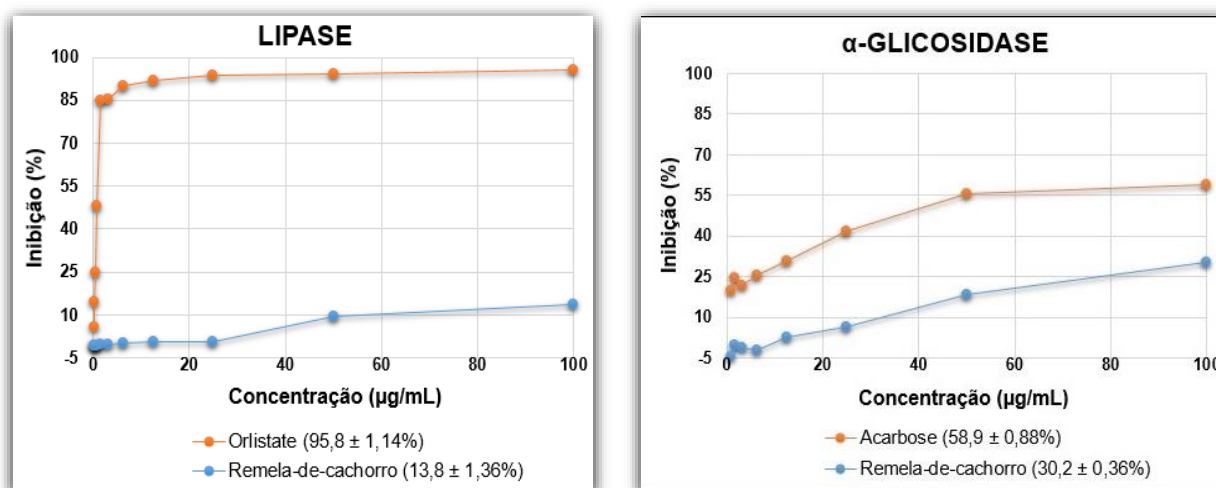 LIPASE
100
85
70
55
40
25
10
-5
Inibição (%)
0 20 40 60 80 100
Concentração (µg/mL)
Orlistate (95,8 ± 1,14%)
Remela-de-cachorro (13,8 ± 1,36%)
α-GLICOSIDASE
100
85
70
55
40
25
10
-5
Inibição (%)
0 20 40 60 80 100
Concentração (µg/mL)
Acarbose (58,9 ± 0,88%)
Remela-de-cachorro (30,2 ± 0,36%)